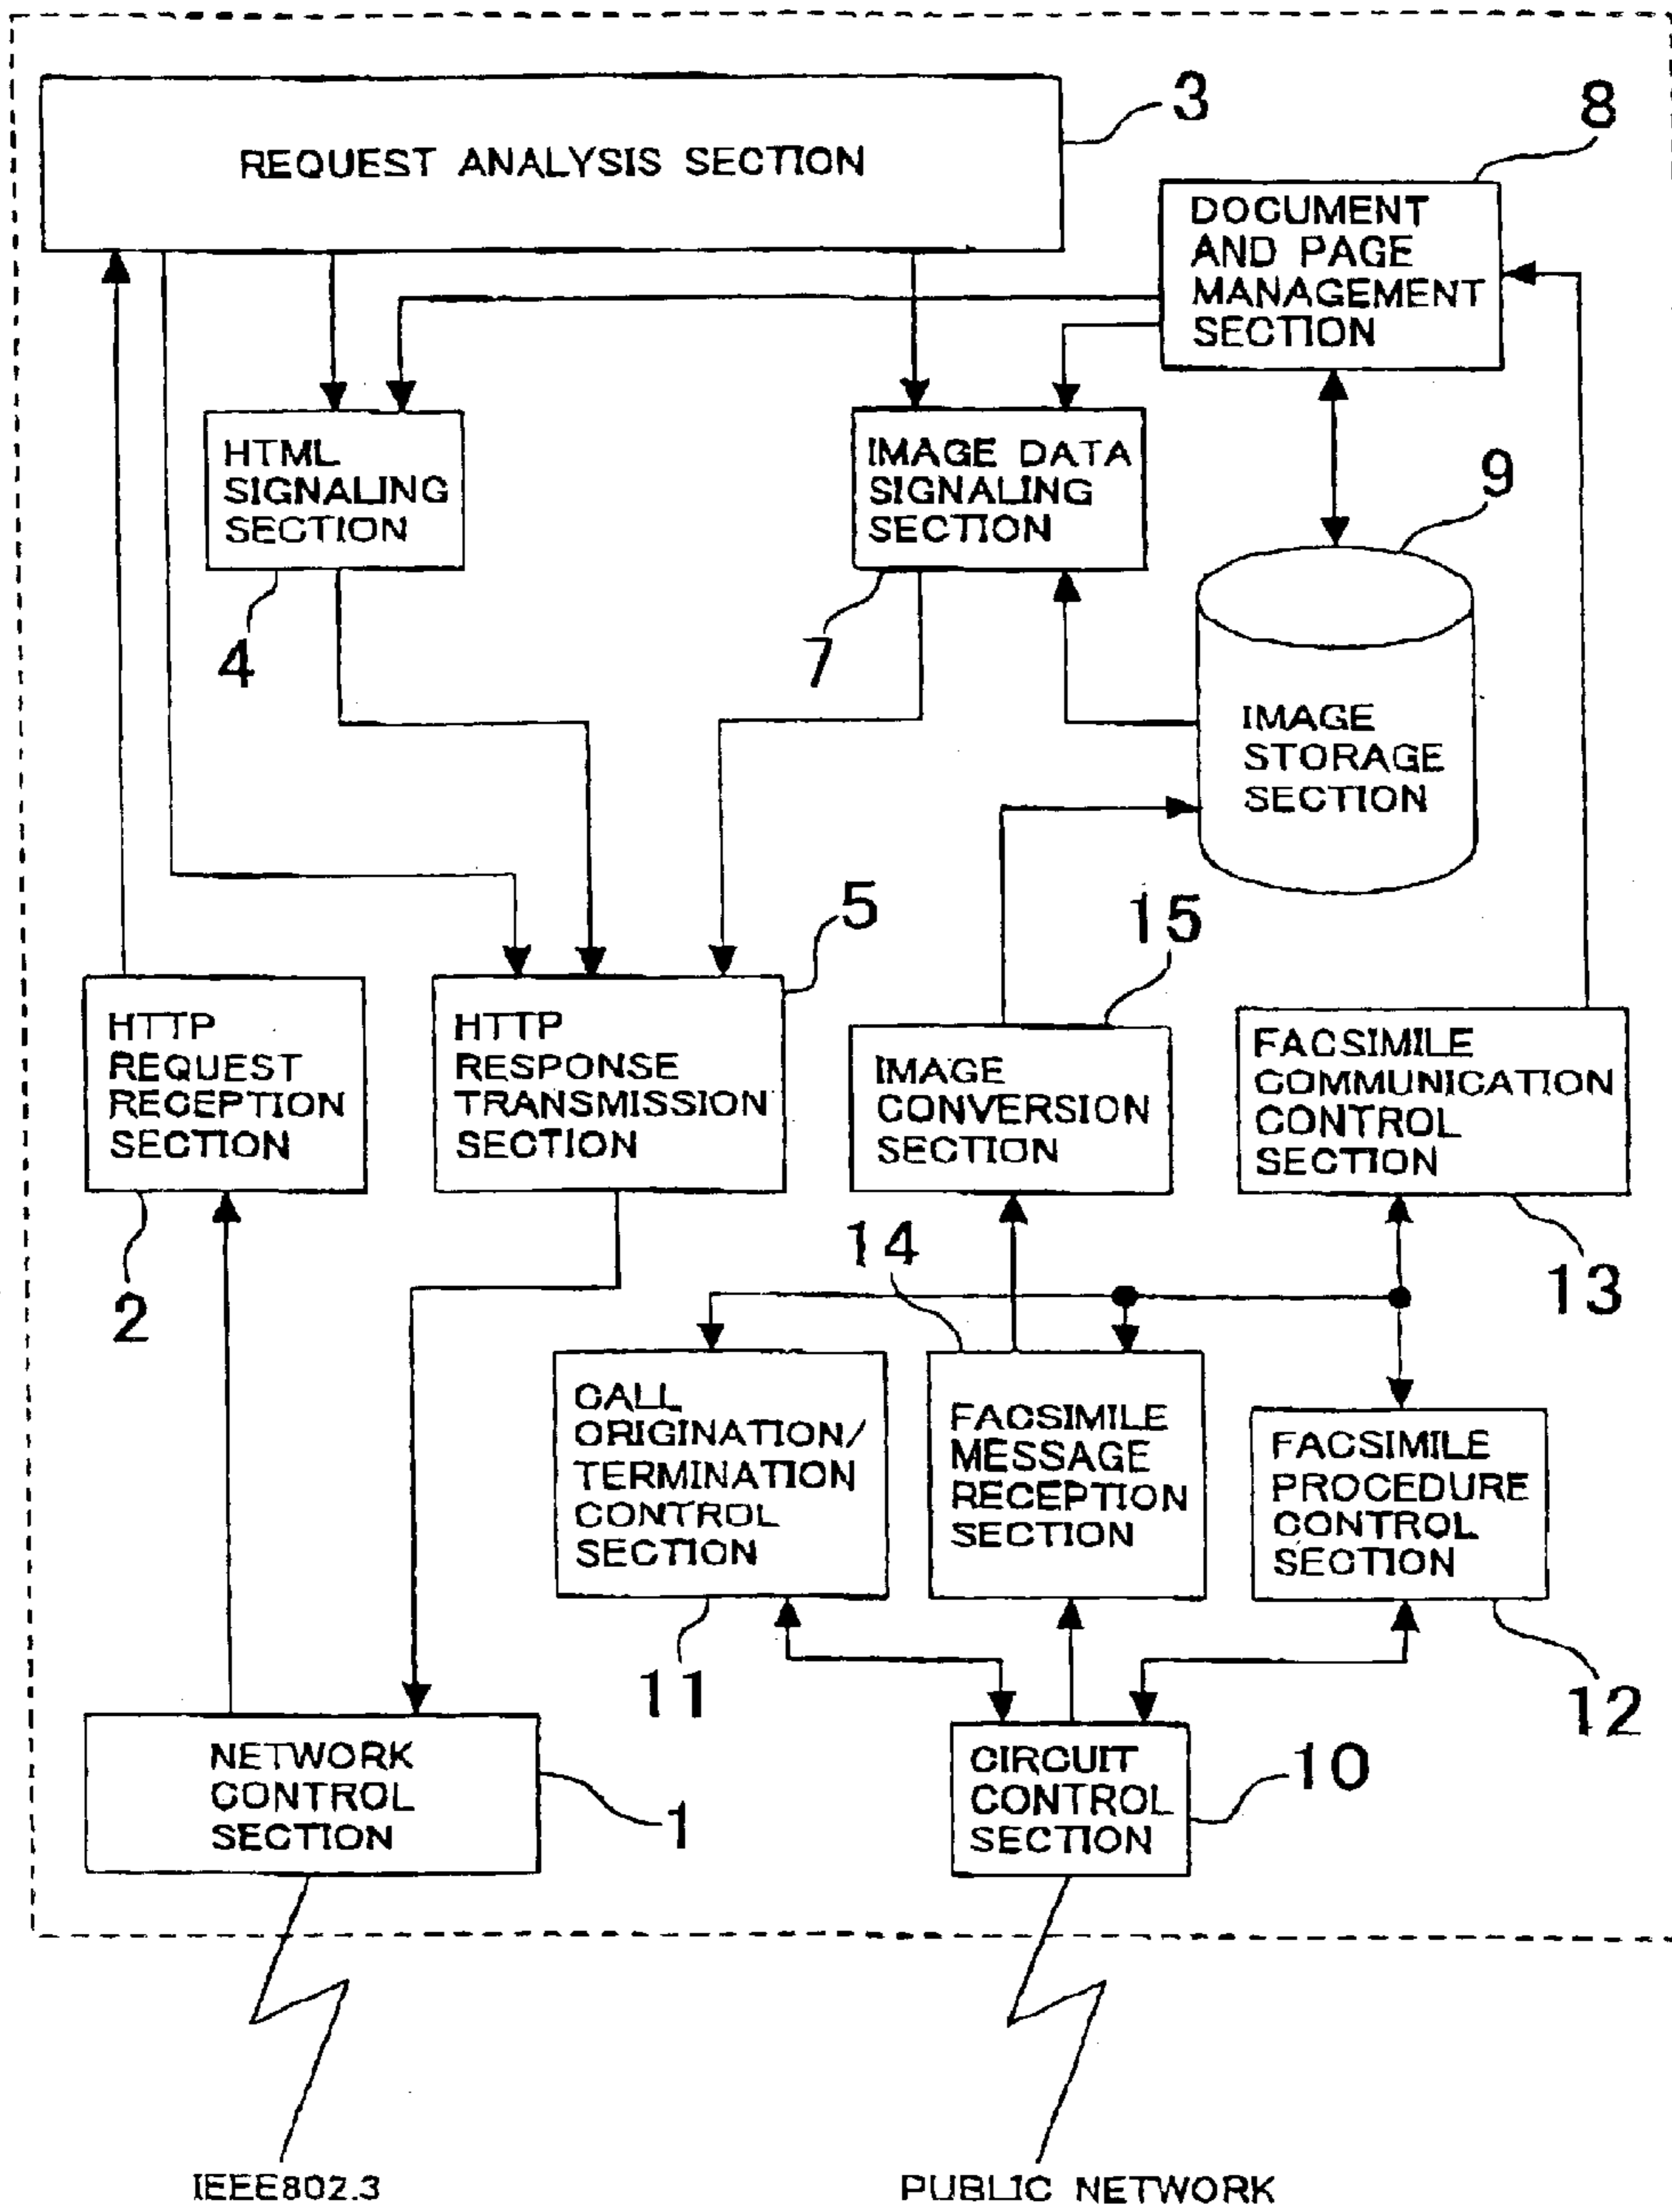 3
REQUEST ANALYSIS SECTION
8
DOCUMENT
AND PAGE
MANAGEMENT
SECTION
HTML
SIGNALING
SECTION
4
IMAGE DATA
SIGNALING
SECTION
7
9
IMAGE
STORAGE
SECTION
HTTP
REQUEST
RECEPTION
SECTION
2
5
HTTP
RESPONSE
TRANSMISSION
SECTION
15
IMAGE
CONVERSION
SECTION
FACSIMILE
COMMUNICATION
CONTROL
SECTION
13
14
CALL
ORIGINATION/
TERMINATION
CONTROL
SECTION
11
FACSIMILE
MESSAGE
RECEPTION
SECTION
FACSIMILE
PROCEDURE
CONTROL
SECTION
12
NETWORK
CONTROL
SECTION
1
CIRCUIT
CONTROL
SECTION
10
IEEE802.3
PUBLIC NETWORK